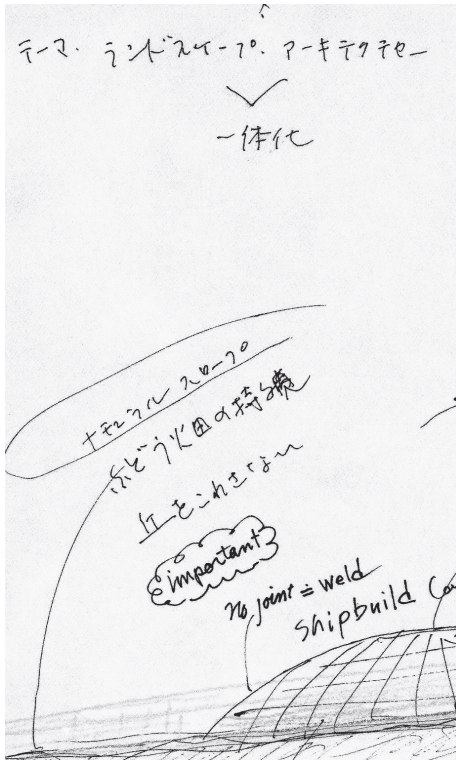 テーマ. ランドスケープ. アーキテクチャー
一体化
ナチュラルスロープ
ぶどう畑の持
丘をこわさない
important
no joint = weld
shipbuild